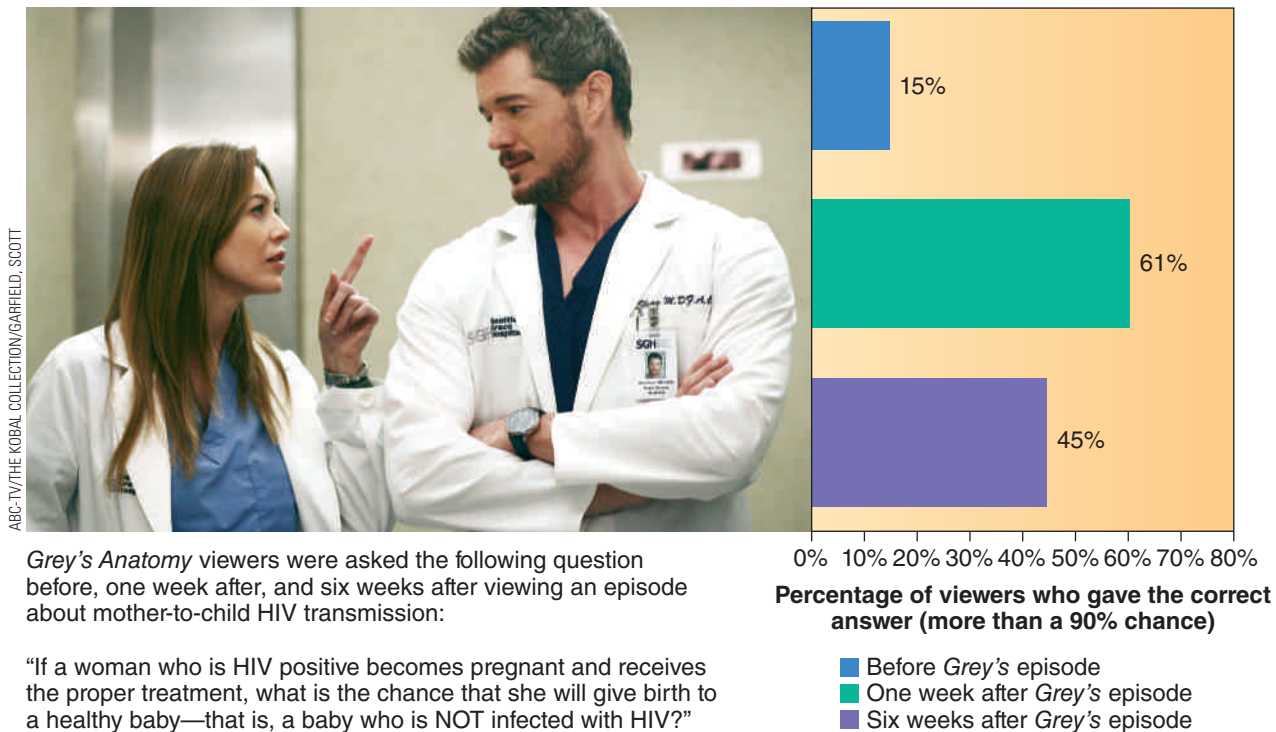 ABC-TV/THE KOBAL COLLECTION/GARFIELD, SCOTT
Seattle
Grace
Hospital
SGH
M.D.F.A.
SGH
15%
61%
45%
0% 10% 20% 30% 40% 50% 60% 70% 80%
Percentage of viewers who gave the correct
answer (more than a 90% chance)
Before Grey's episode
One week after Grey's episode
Six weeks after Grey's episode
Grey's Anatomy viewers were asked the following question
before, one week after, and six weeks after viewing an episode
about mother-to-child HIV transmission:
“If a woman who is HIV positive becomes pregnant and receives
the proper treatment, what is the chance that she will give birth to
a healthy baby—that is, a baby who is NOT infected with HIV?”